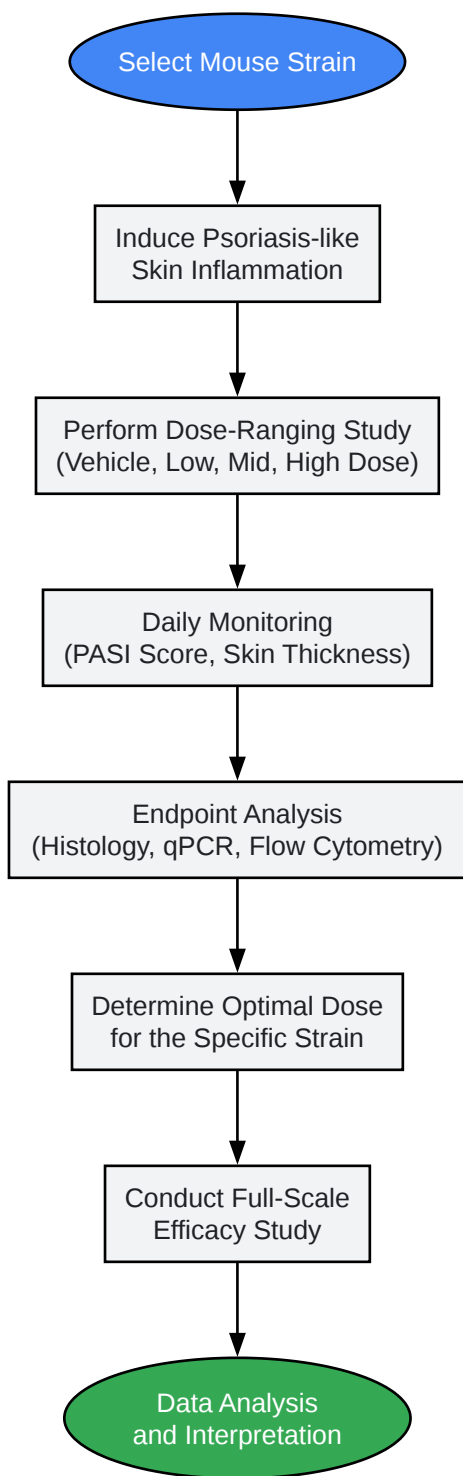 Select Mouse Strain
Induce Psoriasis-like
Skin Inflammation
Perform Dose-Ranging Study
(Vehicle, Low, Mid, High Dose)
Daily Monitoring
(PASI Score, Skin Thickness)
Endpoint Analysis
(Histology, qPCR, Flow Cytometry)
Determine Optimal Dose
for the Specific Strain
Conduct Full-Scale
Efficacy Study
Data Analysis
and Interpretation